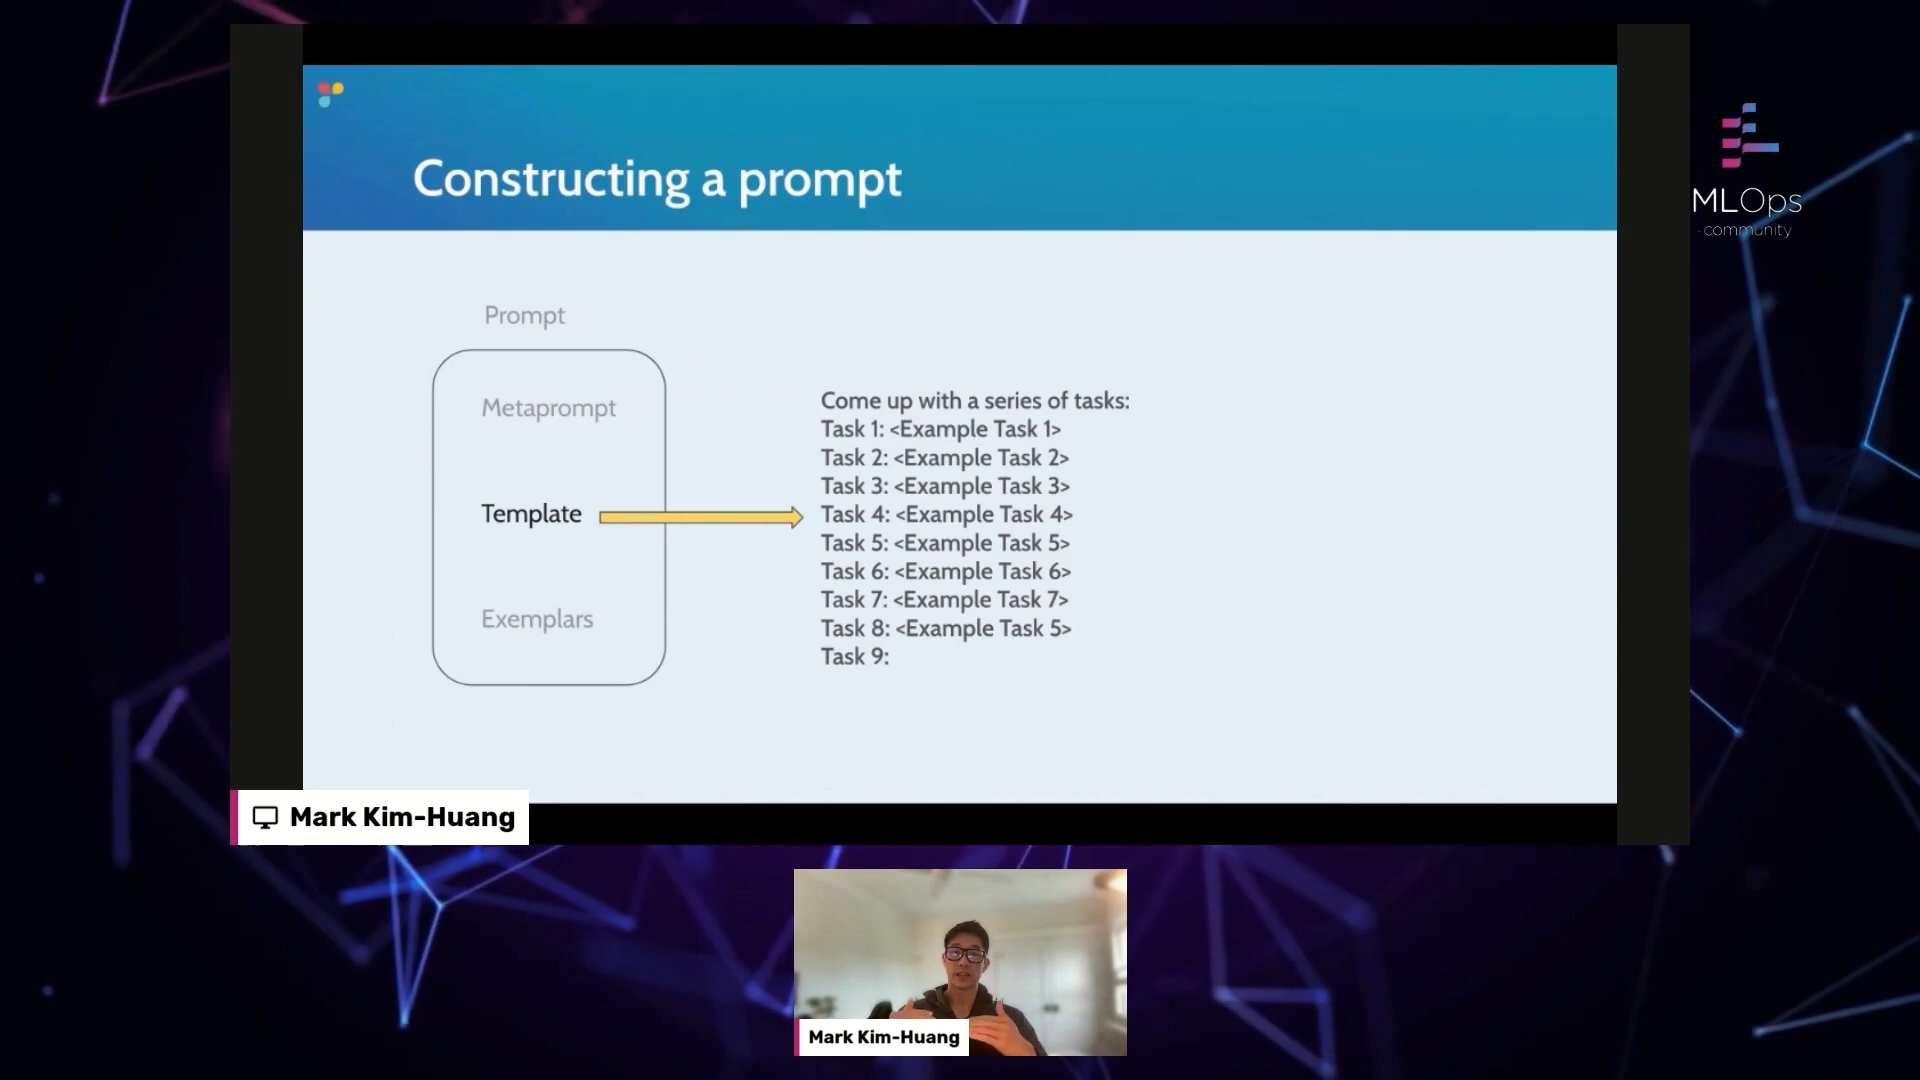 Constructing a prompt
Prompt
Metaprompt
Template
Exemplars
Come up with a series of tasks:
Task 1: <Example Task 1>
Task 2: <Example Task 2>
Task 3: <Example Task 3>
Task 4: <Example Task 4>
Task 5: <Example Task 5>
Task 6: <Example Task 6>
Task 7: <Example Task 7>
Task 8: <Example Task 5>
Task 9:
MLOps
· community
Mark Kim-Huang
Mark Kim-Huang